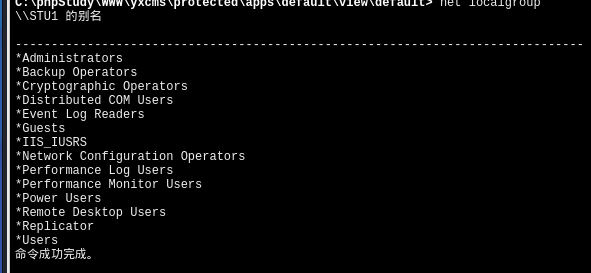 C:\phpStudy\WWW\yxcms\protected\apps\default\view\default> net localgroup
\\STU1 的别名
-------------------------------------------------------------------------------
*Administrators
*Backup Operators
*Cryptographic Operators
*Distributed COM Users
*Event Log Readers
*Guests
*IIS_IUSRS
*Network Configuration Operators
*Performance Log Users
*Performance Monitor Users
*Power Users
*Remote Desktop Users
*Replicator
*Users
命令成功完成。